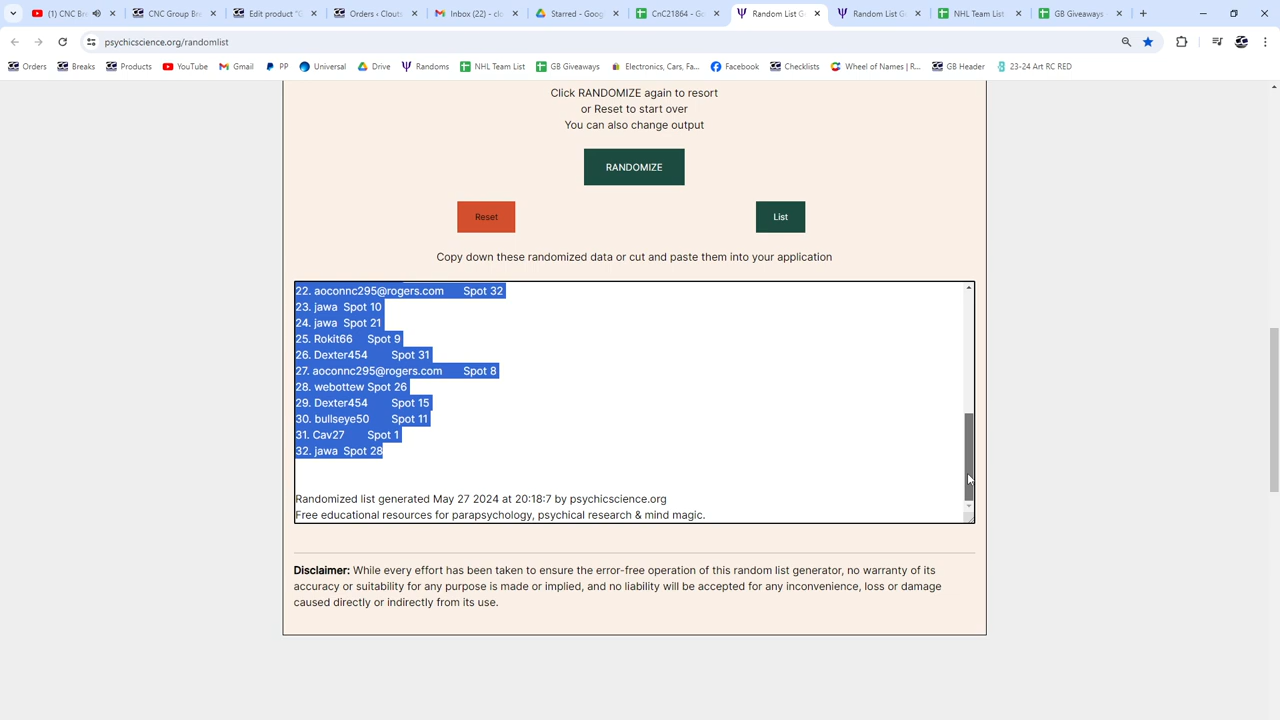 (1) CNC Bre
CNC Group Bre
Edit product "G
Orders ‹ Clouts
Inbox (22) - clo
Starred - Goog
CnC21864 - Go
Random List Ge
Random List Ge
NHL Team List
GB Giveaways
psychicscience.org/randomlist
Orders
Breaks
Products
YouTube
Gmail
PP
Universal
Drive
Randoms
NHL Team List
GB Giveaways
Electronics, Cars, Fa...
Facebook
Checklists
Wheel of Names | R...
GB Header
23-24 Art RC RED
Click RANDOMIZE again to resort
or Reset to start over
You can also change output
RANDOMIZE
Reset
List
Copy down these randomized data or cut and paste them into your application
22. aoconnc295@rogers.com Spot 32
23. jawa Spot 10
24. jawa Spot 21
25. Rokit66 Spot 9
26. Dexter454 Spot 31
27. aoconnc295@rogers.com Spot 8
28. webottew Spot 26
29. Dexter454 Spot 15
30. bullseye50 Spot 11
31. Cav27 Spot 1
32. jawa Spot 28
Randomized list generated May 27 2024 at 20:18:7 by psychicscience.org
Free educational resources for parapsychology, psychical research & mind magic.
Disclaimer: While every effort has been taken to ensure the error-free operation of this random list generator, no warranty of its
accuracy or suitability for any purpose is made or implied, and no liability will be accepted for any inconvenience, loss or damage
caused directly or indirectly from its use.